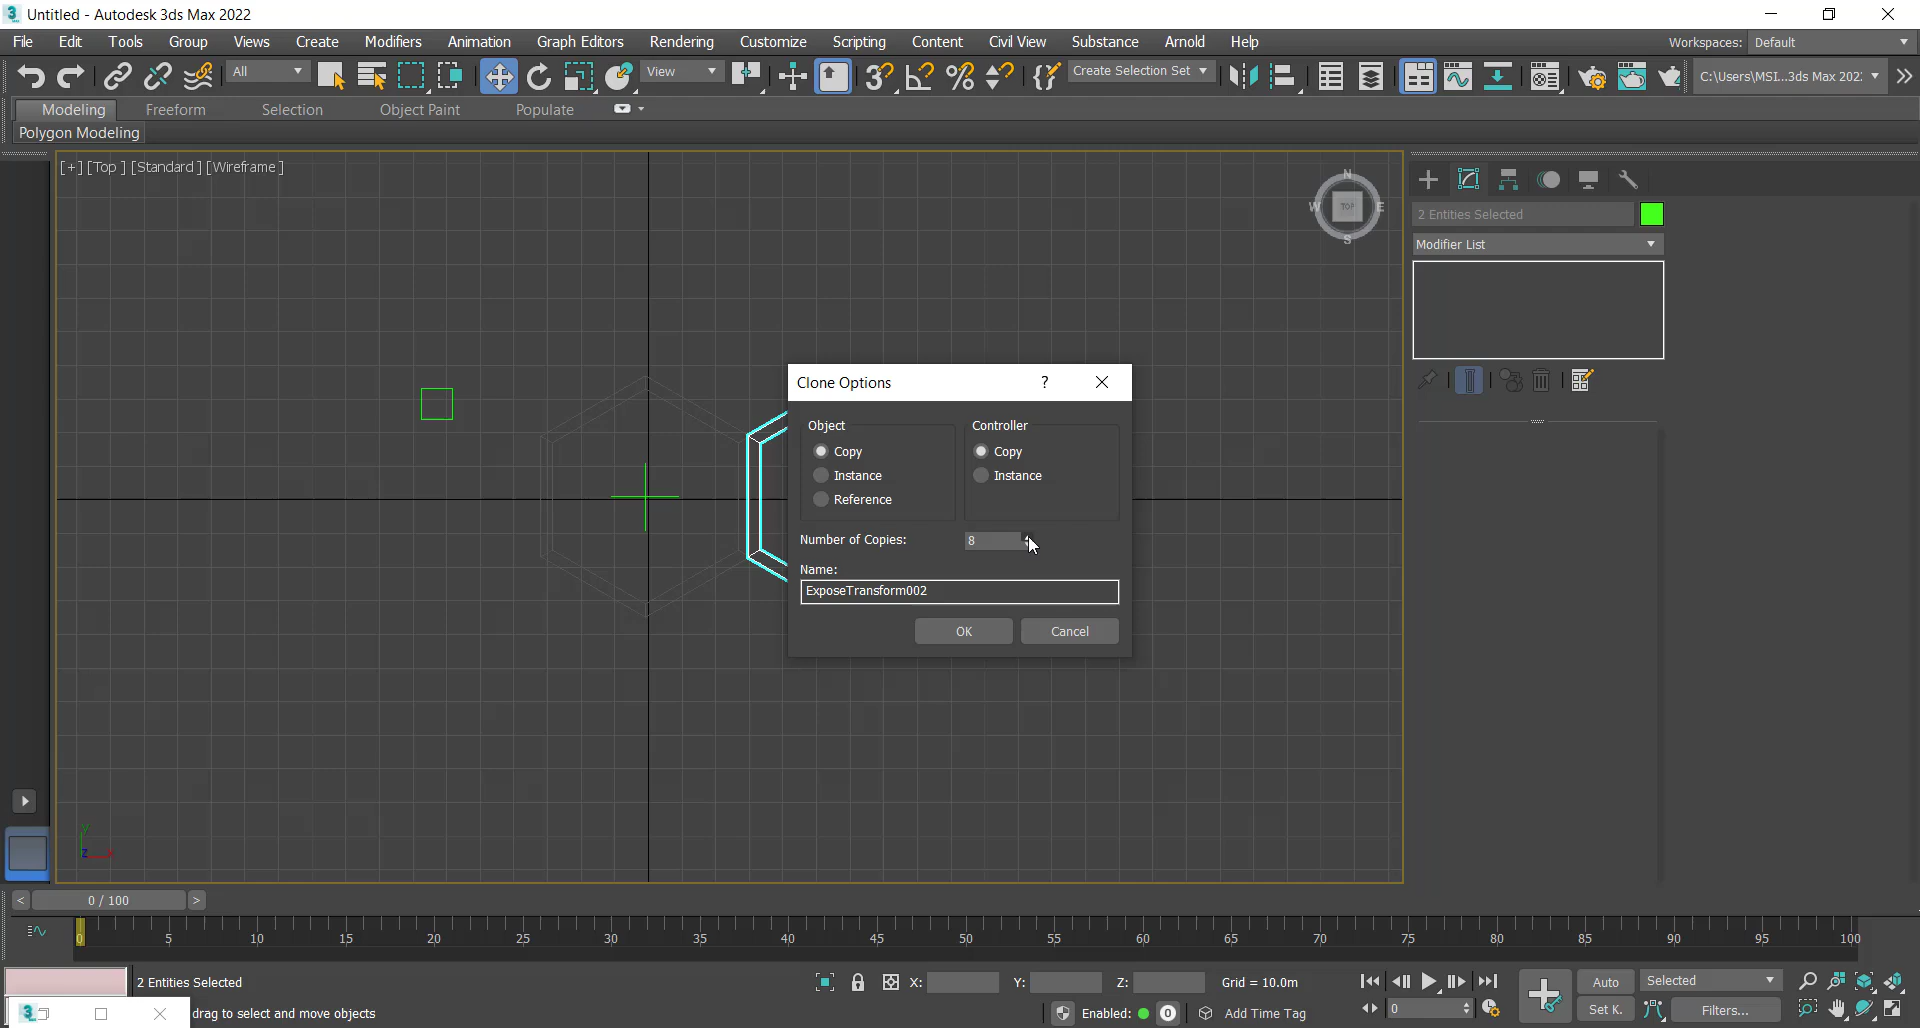 Untitled - Autodesk 3ds Max 2022
File Edit Tools Group Views Create Modifiers Animation Graph Editors Rendering Customize Scripting Content Civil View Substance Arnold Help Workspaces: Default
All View Create Selection Set C:\Users\MSI...3ds Max 202:
Modeling Freeform Selection Object Paint Populate
Polygon Modeling
[+] [Top ] [Standard ] [Wireframe ]
N
W TOP E
S
2 Entities Selected
Modifier List
Clone Options ?
Object Controller
Copy Copy
Instance Instance
Reference
Number of Copies: 8
Name:
ExposeTransform002
OK Cancel
y
z x
< 0 / 100 >
0 5 10 15 20 25 30 35 40 45 50 55 60 65 70 75 80 85 90 95 100
2 Entities Selected X: Y: Z: Grid = 10.0m Auto Selected
drag to select and move objects Enabled: 0 Add Time Tag 0 Set K. Filters...